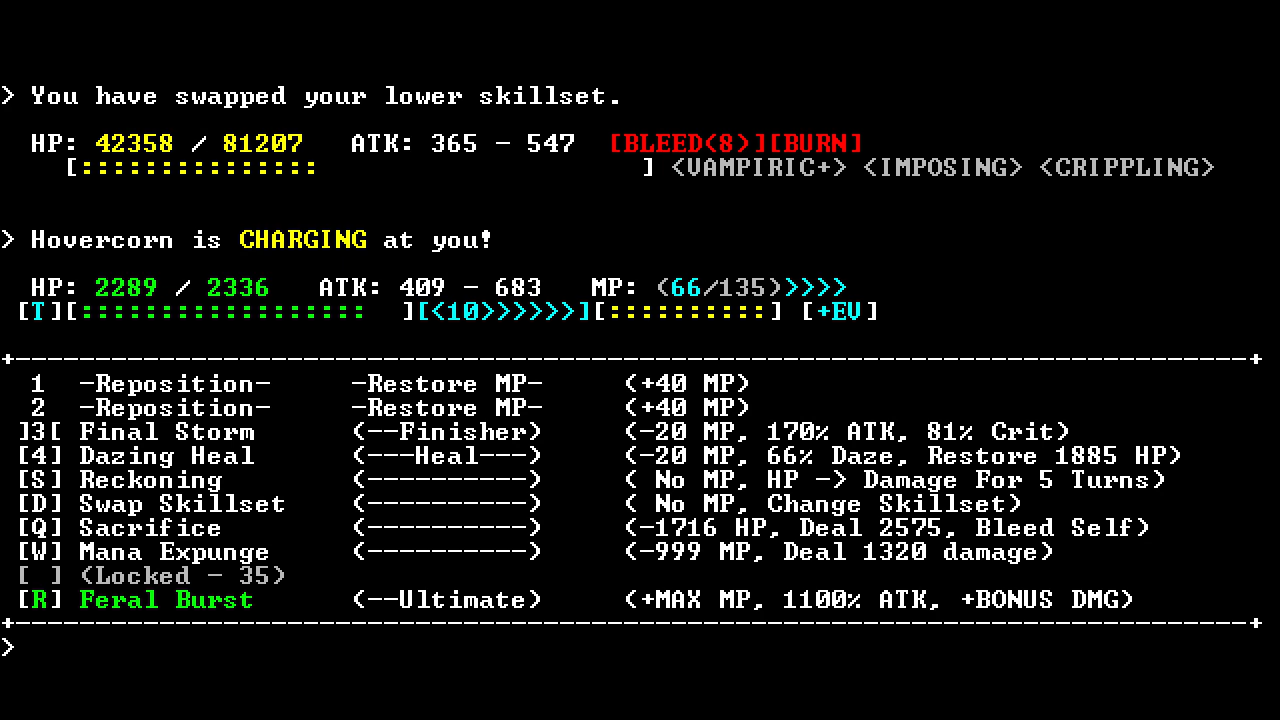 > You have swapped your lower skillset.
HP: 42358 / 81207   ATK: 365 - 547  [BLEED(8)][BURN]
[:::::::::::::::                    ] <VAMPIRIC+> <IMPOSING> <CRIPPLING>
> Hovercorn is CHARGING at you!
HP: 2289 / 2336   ATK: 409 - 683   MP: (66/135)>>>>
[T][::::::::::::::::::  ][(<10>>>>>>>][::::::::::] [+EV]
+------------------------------------------------------------------------------+
1  -Reposition-     -Restore MP-     (+40 MP)
2  -Reposition-     -Restore MP-     (+40 MP)
]3[ Final Storm      (--Finisher)     (-20 MP, 170% ATK, 81% Crit)
[4] Dazing Heal      (---Heal---)     (-20 MP, 66% Daze, Restore 1885 HP)
[S] Reckoning        (----------)     ( No MP, HP -> Damage For 5 Turns)
[D] Swap Skillset    (----------)     ( No MP, Change Skillset)
[Q] Sacrifice        (----------)     (-1716 HP, Deal 2575, Bleed Self)
[W] Mana Expunge     (----------)     (-999 MP, Deal 1320 damage)
[ ] (Locked - 35)
[R] Feral Burst      (--Ultimate)     (+MAX MP, 1100% ATK, +BONUS DMG)
+------------------------------------------------------------------------------+
>